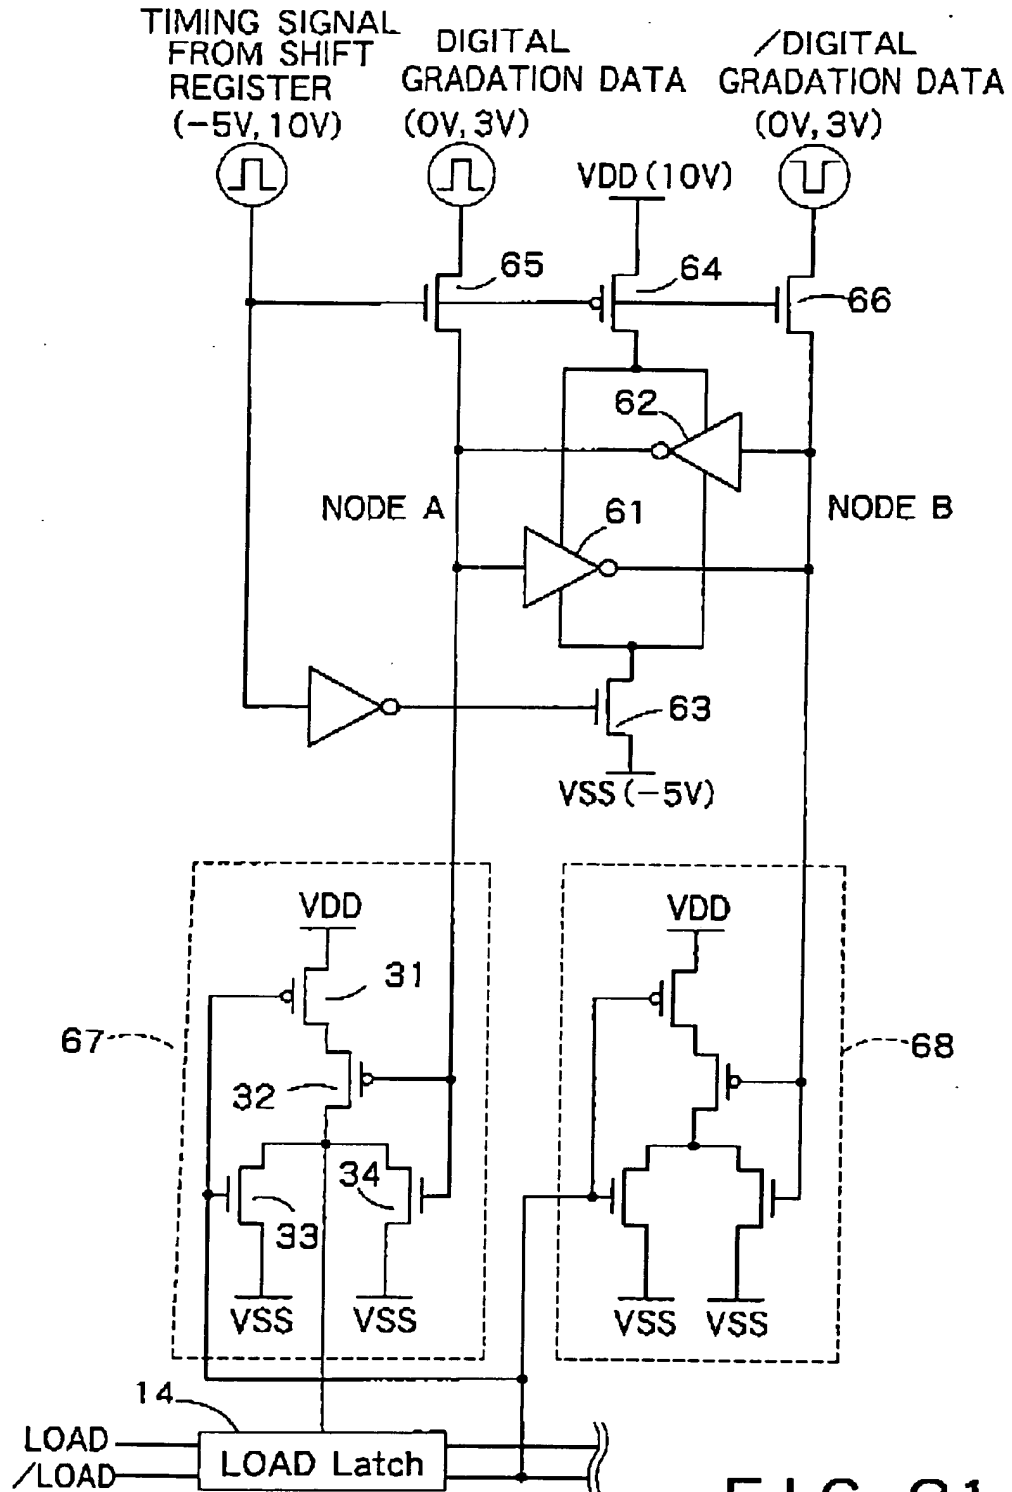 TIMING SIGNAL
FROM SHIFT
REGISTER
(-5V, 10V)
DIGITAL
GRADATION DATA
(0V, 3V)
/DIGITAL
GRADATION DATA
(0V, 3V)
VDD (10V)
65
64
66
62
NODE A
61
NODE B
63
VSS (-5V)
VDD
31
67
32
34
33
VSS
VSS
VDD
68
VSS
VSS
14
LOAD
/LOAD
LOAD Latch